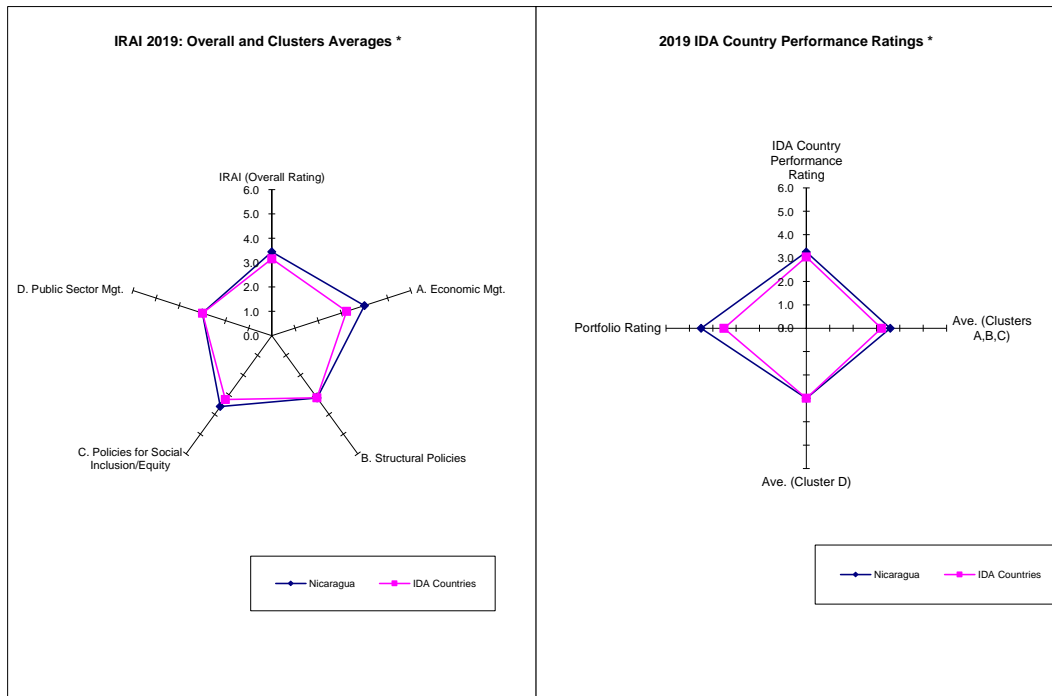 IRAI 2019: Overall and Clusters Averages *
IRAI (Overall Rating)
6.0
5.0
4.0
3.0
2.0
1.0
0.0
A. Economic Mgt.
B. Structural Policies
C. Policies for Social
Inclusion/Equity
D. Public Sector Mgt.
Nicaragua
IDA Countries
2019 IDA Country Performance Ratings *
IDA Country
Performance
Rating
6.0
5.0
4.0
3.0
2.0
1.0
0.0
Ave. (Clusters
A,B,C)
Ave. (Cluster D)
Portfolio Rating
Nicaragua
IDA Countries